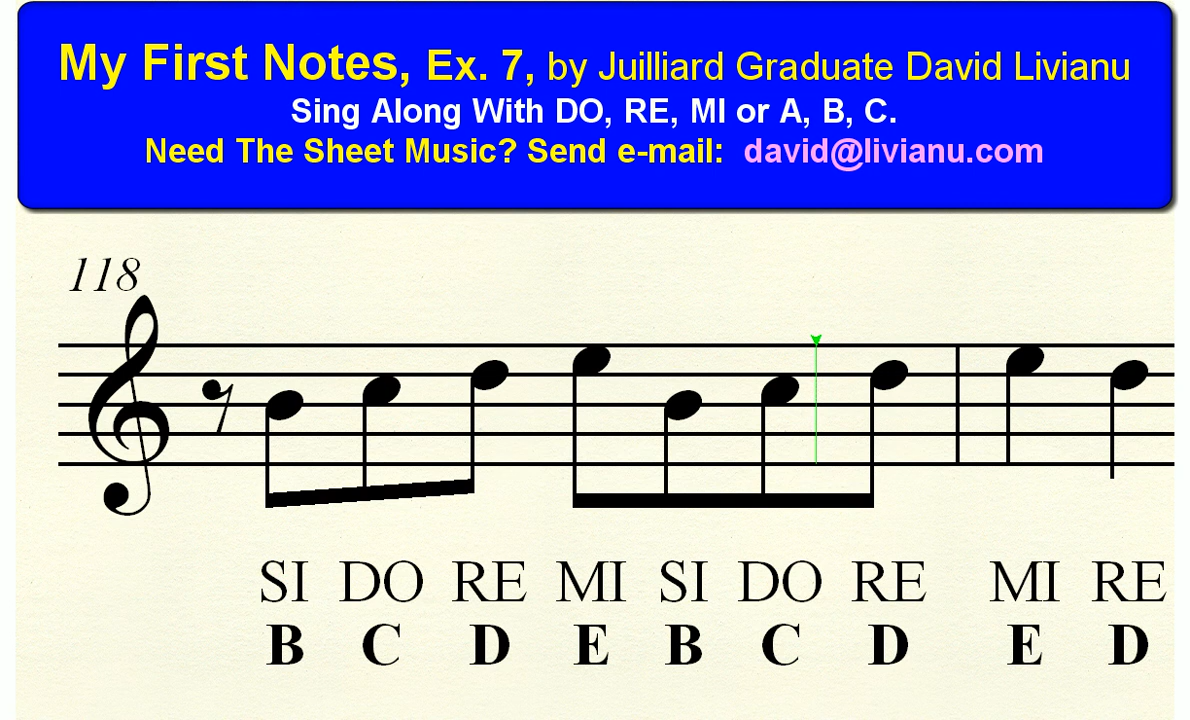 My First Notes, Ex. 7, by Juilliard Graduate David Livianu
Sing Along With DO, RE, MI or A, B, C.
Need The Sheet Music? Send e-mail: david@livianu.com
118
SI DO RE MI SI DO RE MI RE
B C D E B C D E D